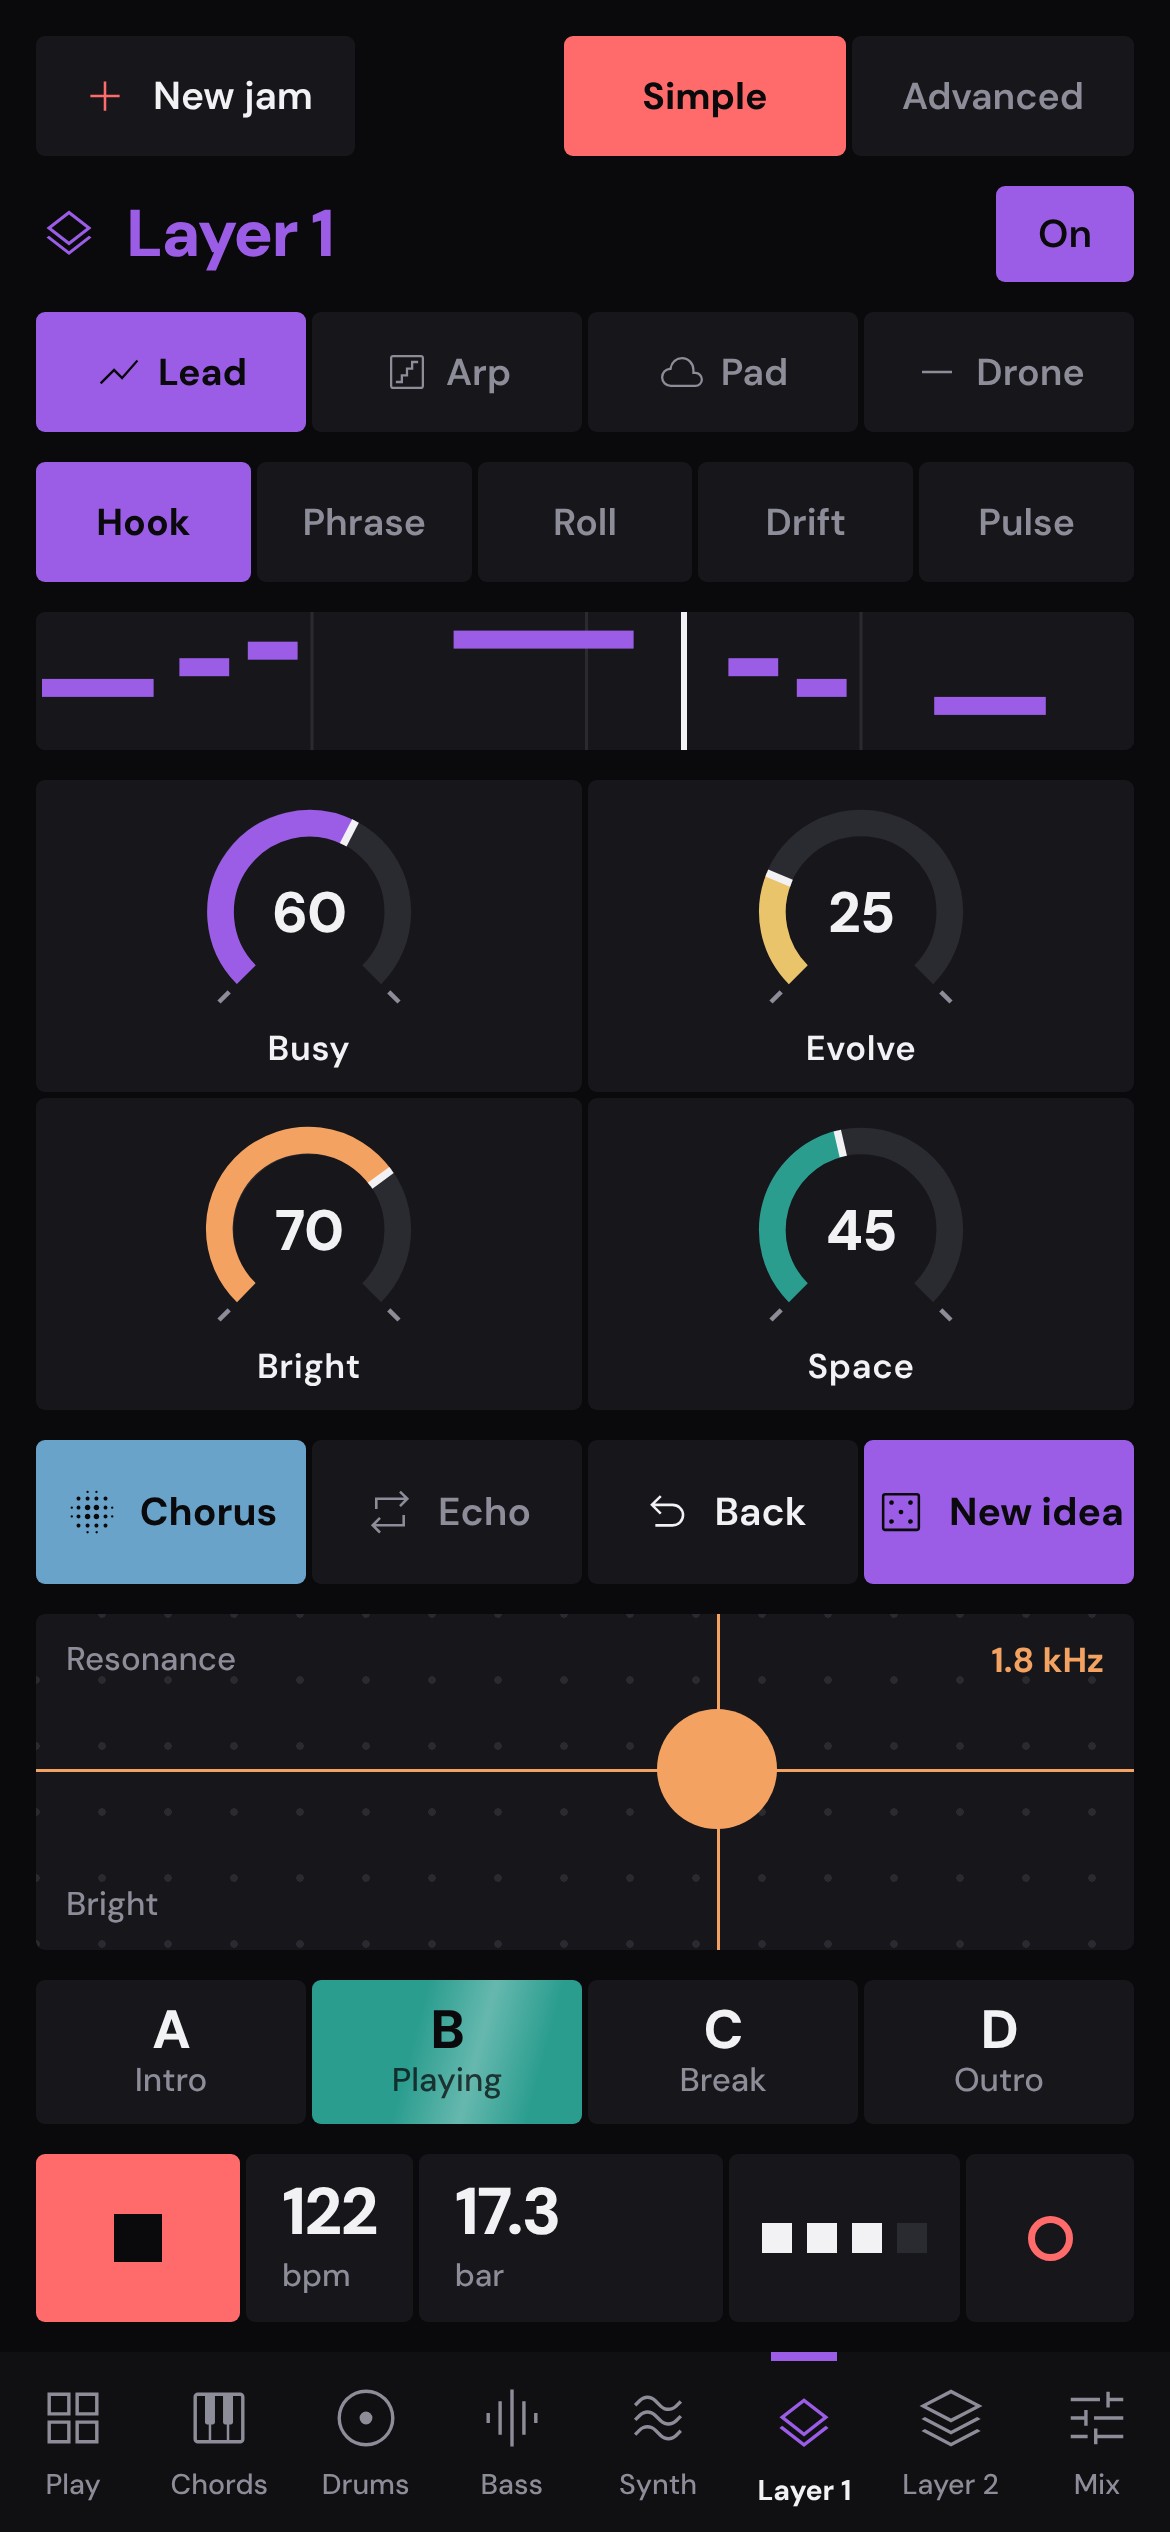 New jam
Simple
Advanced
Layer 1
On
Lead
Arp
Pad
Drone
Hook
Phrase
Roll
Drift
Pulse
60
Busy
25
Evolve
70
Bright
45
Space
Chorus
Echo
Back
New idea
Resonance
1.8 kHz
Bright
A
Intro
B
Playing
C
Break
D
Outro
122
bpm
17.3
bar
Play
Chords
Drums
Bass
Synth
Layer 1
Layer 2
Mix